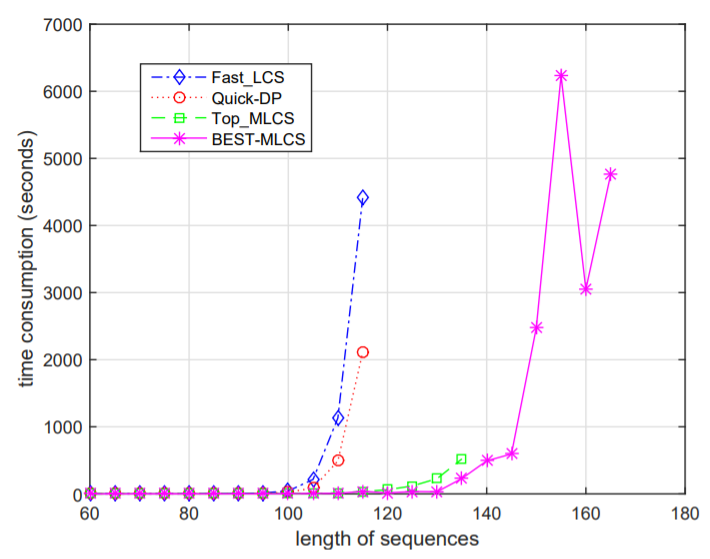 7000
6000
5000
4000
3000
2000
1000
0
time consumption (seconds)
Fast_LCS
Quick-DP
Top_MLCS
BEST-MLCS
60 80 100 120 140 160 180
length of sequences